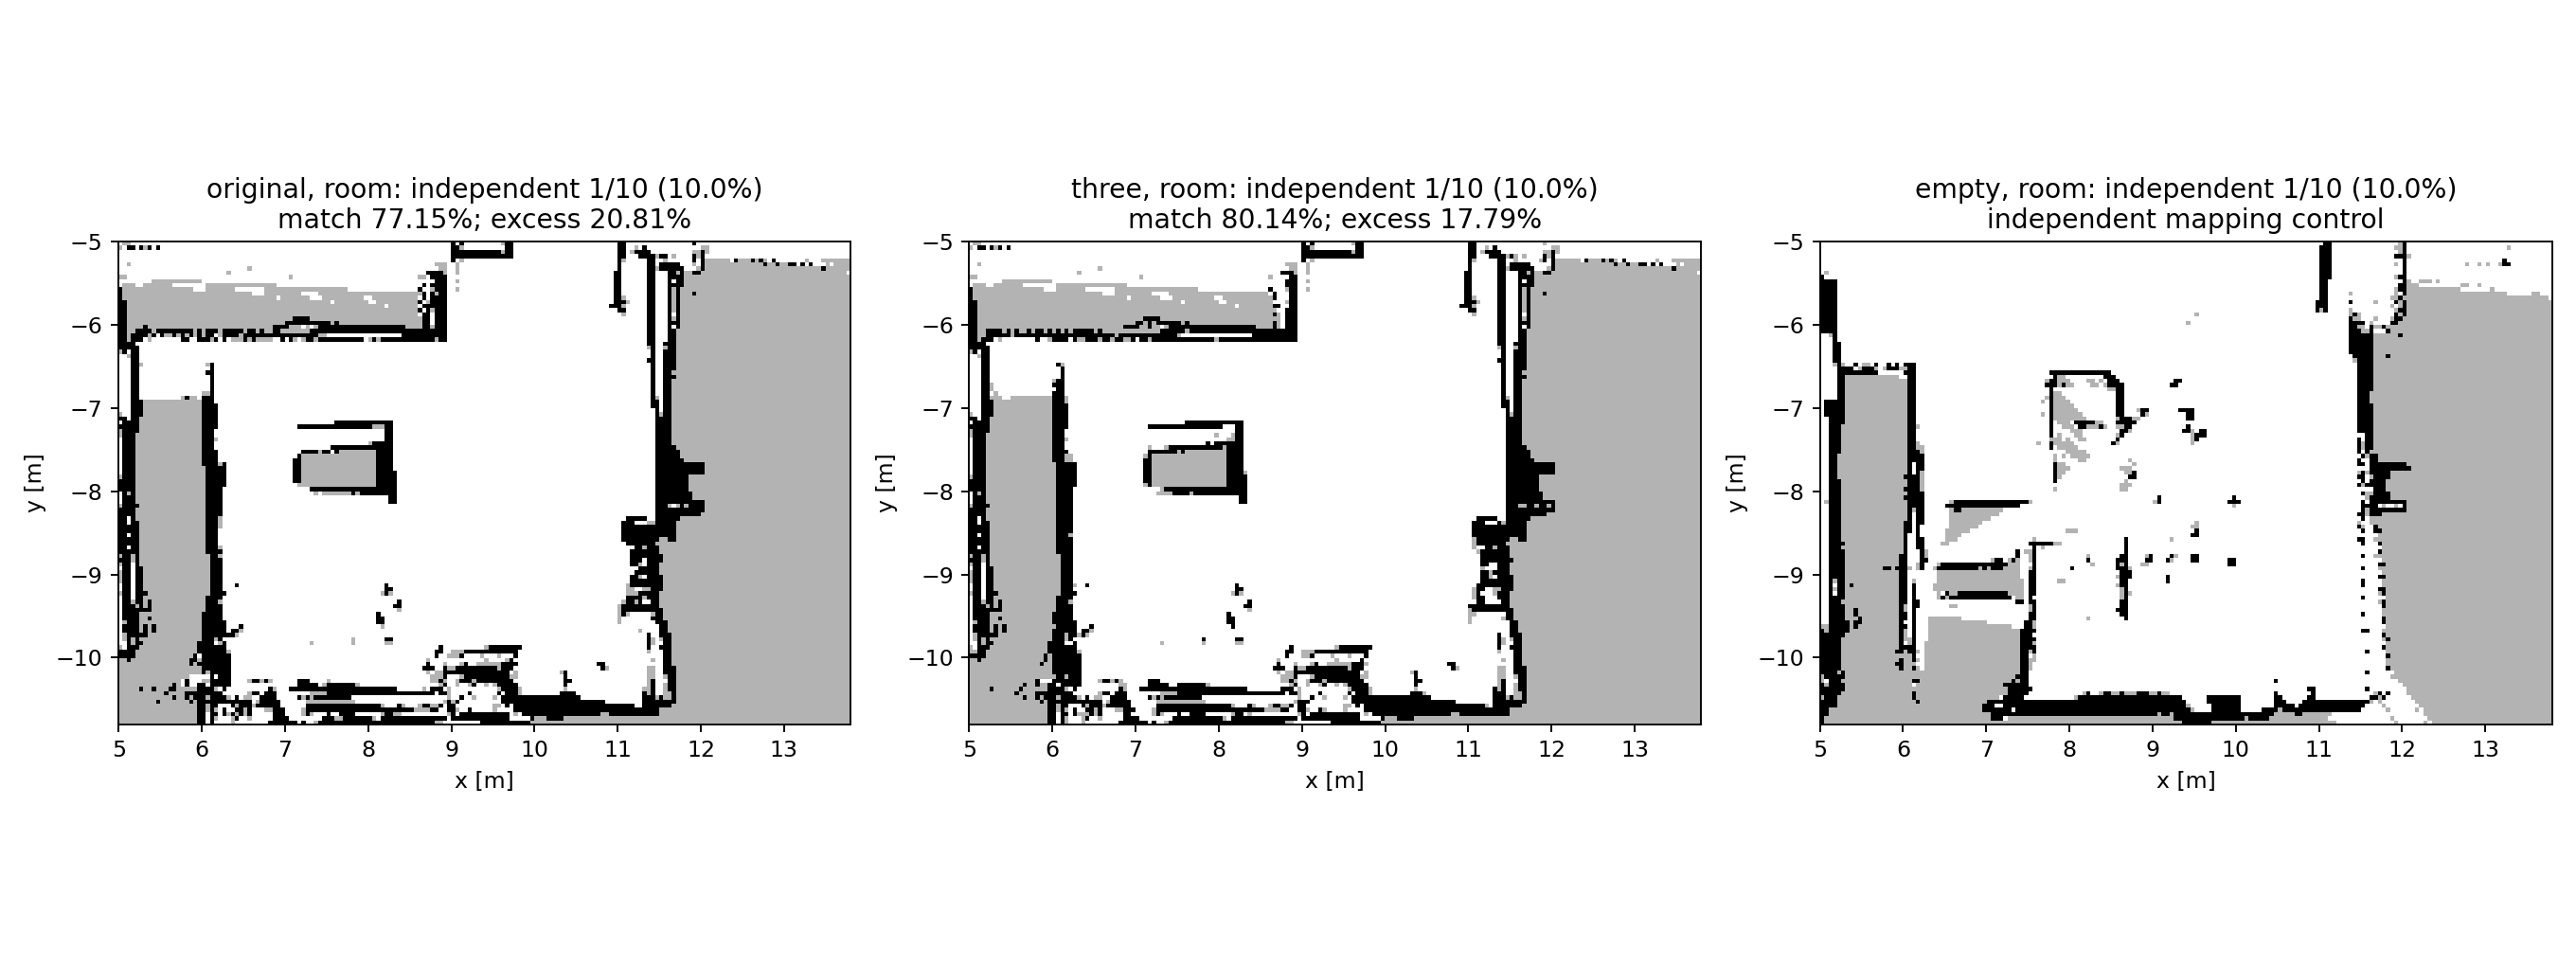 original, room: independent 1/10 (10.0%)
match 77.15%; excess 20.81%
−5
−6
−7
−8
−9
−10
y [m]
5 6 7 8 9 10 11 12 13
x [m]
three, room: independent 1/10 (10.0%)
match 80.14%; excess 17.79%
−5
−6
−7
−8
−9
−10
y [m]
5 6 7 8 9 10 11 12 13
x [m]
empty, room: independent 1/10 (10.0%)
independent mapping control
−5
−6
−7
−8
−9
−10
y [m]
5 6 7 8 9 10 11 12 13
x [m]